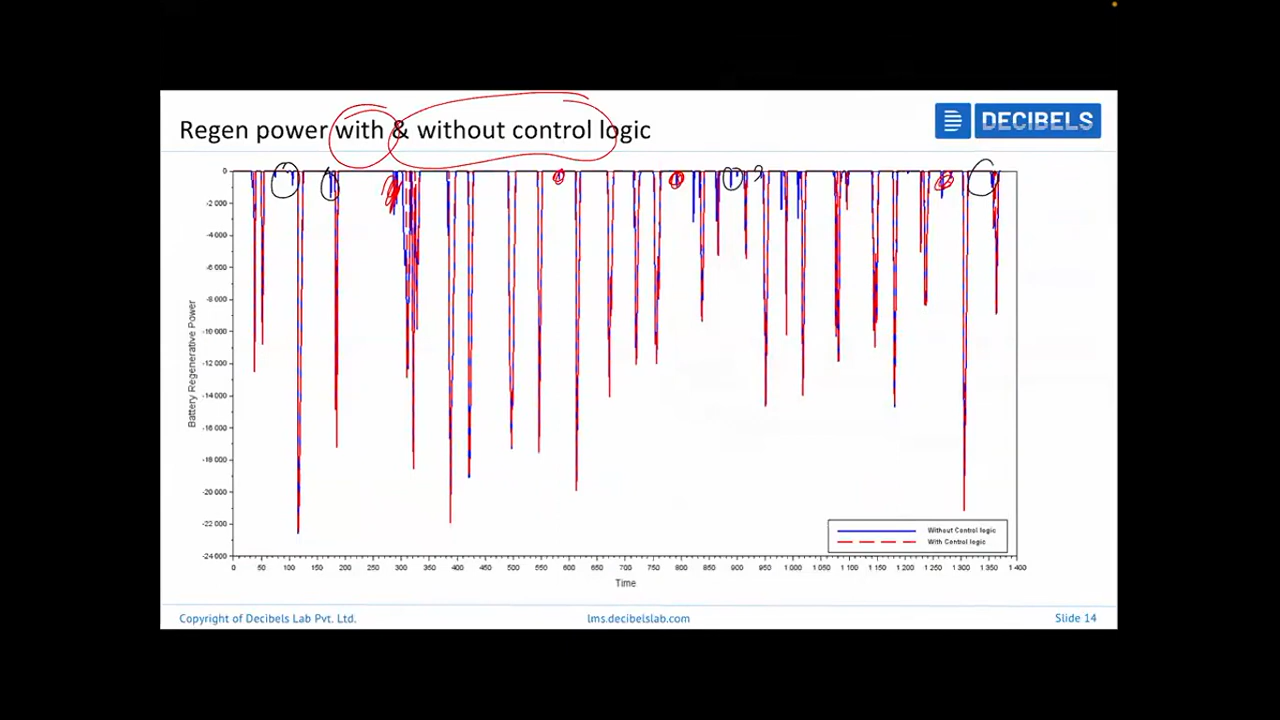 Regen power with & without control logic
DECIBELS
0
-2 000
-4000
-6 000
-8 000
-10 000
-12 000
-14 000
-16 000
-18 000
-20 000
-22 000
-24 000
Battery Regenerative Power
Without Control logic
With Control logic
0 50 100 150 200 250 300 350 400 450 500 550 600 650 700 750 800 850 900 950 1 000 1 050 1 100 1 150 1 200 1 250 1 300 1 350 1 400
Time
Copyright of Decibels Lab Pvt. Ltd. lms.decibelslab.com Slide 14